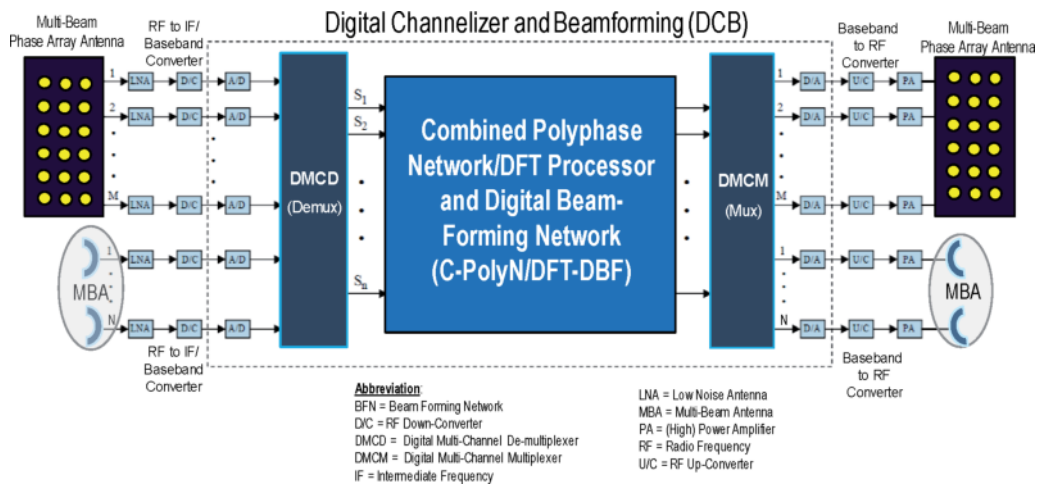 Digital Channelizer and Beamforming (DCB)
Multi-Beam
Phase Array Antenna
RF to IF/
Baseband
Converter
Baseband
to RF
Converter
Multi-Beam
Phase Array Antenna
1 LNA D/C A/D
2 LNA D/C A/D
M LNA D/C A/D
1 LNA D/C A/D
N LNA D/C A/D
MBA
RF to IF/
Baseband
Converter
DMCD
(Demux)
S1
S2
Sn
Combined Polyphase
Network/DFT Processor
and Digital Beam-
Forming Network
(C-PolyN/DFT-DBF)
DMCM
(Mux)
1 D/A U/C PA
2 D/A U/C PA
M D/A U/C PA
1 D/A U/C PA
N D/A U/C PA
MBA
Baseband
to RF
Converter
Abbreviation:
BFN = Beam Forming Network
D/C = RF Down-Converter
DMCD = Digital Multi-Channel De-multiplexer
DMCM = Digital Multi-Channel Multiplexer
IF = Intermediate Frequency
LNA = Low Noise Antenna
MBA = Multi-Beam Antenna
PA = (High) Power Amplifier
RF = Radio Frequency
U/C = RF Up-Converter